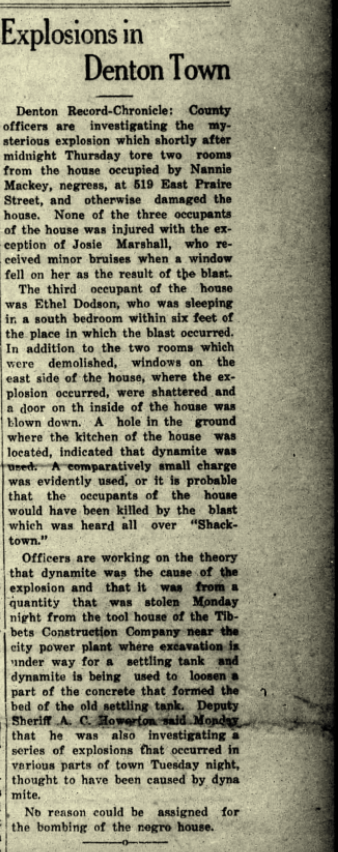 Explosions in
Denton Town
Denton Record-Chronicle: County
officers are investigating the my-
sterious explosion which shortly after
midnight Thursday tore two rooms
from the house occupied by Nannie
Mackey, negress, at 519 East Praire
Street, and otherwise damaged the
house. None of the three occupants
of the house was injured with the ex-
ception of Josie Marshall, who re-
ceived minor bruises when a window
fell on her as the result of the blast.
The third occupant of the house
was Ethel Dodson, who was sleeping
in a south bedroom within six feet of
the place in which the blast occurred.
In addition to the two rooms which
were demolished, windows on the
east side of the house, where the ex-
plosion occurred, were shattered and
a door on th inside of the house was
blown down. A hole in the ground
where the kitchen of the house was
located, indicated that dynamite was
used. A comparatively small charge
was evidently used, or it is probable
that the occupants of the house
would have been killed by the blast
which was heard all over "Shack-
town."
Officers are working on the theory
that dynamite was the cause of the
explosion and that it was from a
quantity that was stolen Monday
night from the tool house of the Tib-
bets Construction Company near the
city power plant where excavation is
under way for a settling tank and
dynamite is being used to loosen a
part of the concrete that formed the
bed of the old settling tank. Deputy
Sheriff A. C. Howerton said Monday
that he was also investigating a
series of explosions that occurred in
various parts of town Tuesday night,
thought to have been caused by dyna
mite.
No reason could be assigned for
the bombing of the negro house.